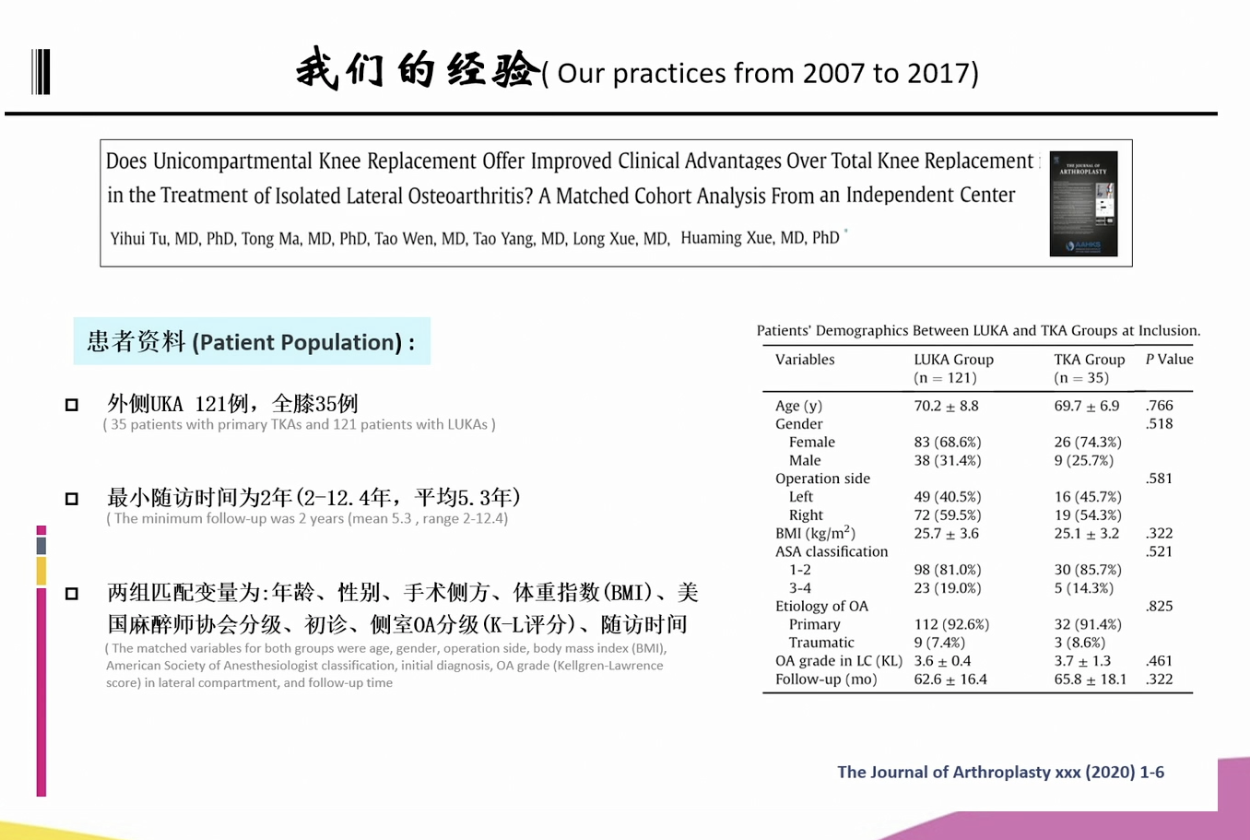 我们的经验( Our practices from 2007 to 2017)
Does Unicompartmental Knee Replacement Offer Improved Clinical Advantages Over Total Knee Replacement
in the Treatment of Isolated Lateral Osteoarthritis? A Matched Cohort Analysis From an Independent Center
Yihui Tu, MD, PhD, Tong Ma, MD, PhD, Tao Wen, MD, Tao Yang, MD, Long Xue, MD, Huaming Xue, MD, PhD *
THE JOURNAL OF
ARTHROPLASTY
AAHKS
患者资料 (Patient Population) :
外侧UKA 121例，全膝35例
( 35 patients with primary TKAs and 121 patients with LUKAs )
最小随访时间为2年(2-12.4年，平均5.3年)
( The minimum follow-up was 2 years (mean 5.3 , range 2-12.4)
两组匹配变量为:年龄、性别、手术侧方、体重指数(BMI)、美
国麻醉师协会分级、初诊、侧室OA分级(K-L评分)、随访时间
( The matched variables for both groups were age, gender, operation side, body mass index (BMI),
American Society of Anesthesiologist classification, initial diagnosis, OA grade (Kellgren-Lawrence
score) in lateral compartment, and follow-up time
Patients' Demographics Between LUKA and TKA Groups at Inclusion.
Variables LUKA Group TKA Group P Value
(n = 121) (n = 35)
Age (y) 70.2 ± 8.8 69.7 ± 6.9 .766
Gender .518
Female 83 (68.6%) 26 (74.3%)
Male 38 (31.4%) 9 (25.7%)
Operation side .581
Left 49 (40.5%) 16 (45.7%)
Right 72 (59.5%) 19 (54.3%)
BMI (kg/m²) 25.7 ± 3.6 25.1 ± 3.2 .322
ASA classification .521
1-2 98 (81.0%) 30 (85.7%)
3-4 23 (19.0%) 5 (14.3%)
Etiology of OA .825
Primary 112 (92.6%) 32 (91.4%)
Traumatic 9 (7.4%) 3 (8.6%)
OA grade in LC (KL) 3.6 ± 0.4 3.7 ± 1.3 .461
Follow-up (mo) 62.6 ± 16.4 65.8 ± 18.1 .322
The Journal of Arthroplasty xxx (2020) 1-6